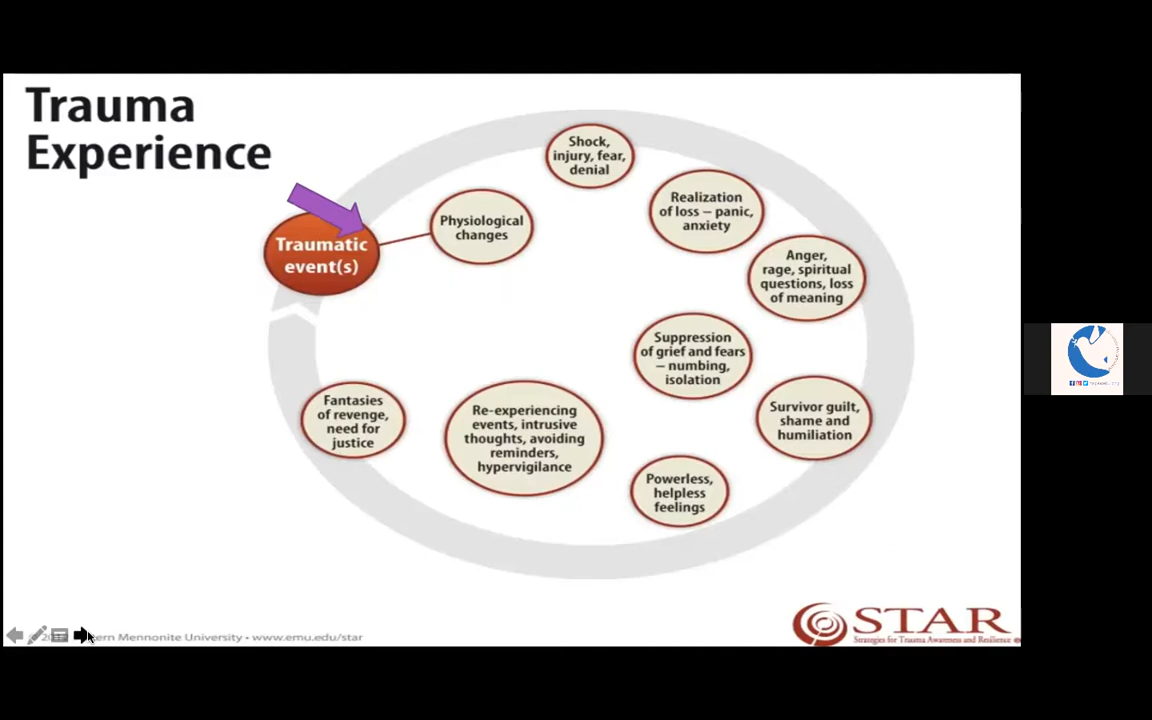 Trauma
Experience
Traumatic
event(s)
Physiological
changes
Shock,
injury, fear,
denial
Realization
of loss – panic,
anxiety
Anger,
rage, spiritual
questions, loss
of meaning
Suppression
of grief and fears
– numbing,
isolation
Survivor guilt,
shame and
humiliation
Powerless,
helpless
feelings
Re-experiencing
events, intrusive
thoughts, avoiding
reminders,
hypervigilance
Fantasies
of revenge,
need for
justice
Mennonite University • www.emu.edu/star
STAR
Strategies for Trauma Awareness and Resilience